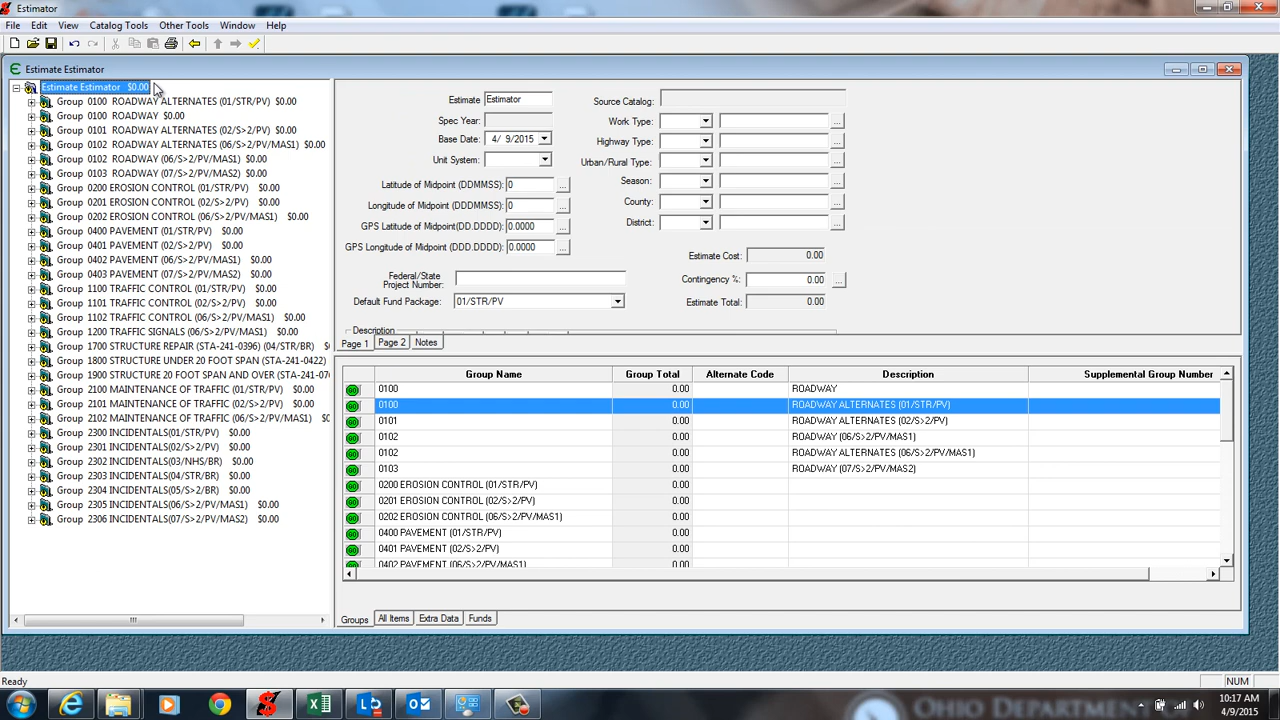 Estimator
File Edit View Catalog Tools Other Tools Window Help
Estimate Estimator
Estimate Estimator $0.00
Group 0100 ROADWAY ALTERNATES (01/STR/PV) $0.00
Group 0100 ROADWAY $0.00
Group 0101 ROADWAY ALTERNATES (02/S>2/PV) $0.00
Group 0102 ROADWAY ALTERNATES (06/S>2/PV/MAS1) $0.00
Group 0102 ROADWAY (06/S>2/PV/MAS1) $0.00
Group 0103 ROADWAY (07/S>2/PV/MAS2) $0.00
Group 0200 EROSION CONTROL (01/STR/PV) $0.00
Group 0201 EROSION CONTROL (02/S>2/PV) $0.00
Group 0202 EROSION CONTROL (06/S>2/PV/MAS1) $0.00
Group 0400 PAVEMENT (01/STR/PV) $0.00
Group 0401 PAVEMENT (02/S>2/PV) $0.00
Group 0402 PAVEMENT (06/S>2/PV/MAS1) $0.00
Group 0403 PAVEMENT (07/S>2/PV/MAS2) $0.00
Group 1100 TRAFFIC CONTROL (01/STR/PV) $0.00
Group 1101 TRAFFIC CONTROL (02/S>2/PV) $0.00
Group 1102 TRAFFIC CONTROL (06/S>2/PV/MAS1) $0.00
Group 1200 TRAFFIC SIGNALS (06/S>2/PV/MAS1) $0.00
Group 1700 STRUCTURE REPAIR (STA-241-0396) (04/STR/BR) $0.00
Group 1800 STRUCTURE UNDER 20 FOOT SPAN (STA-241-0422)
Group 1900 STRUCTURE 20 FOOT SPAN AND OVER (STA-241-07
Group 2100 MAINTENANCE OF TRAFFIC (01/STR/PV) $0.00
Group 2101 MAINTENANCE OF TRAFFIC (02/S>2/PV) $0.00
Group 2102 MAINTENANCE OF TRAFFIC (06/S>2/PV/MAS1) $0
Group 2300 INCIDENTALS(01/STR/PV) $0.00
Group 2301 INCIDENTALS(02/S>2/PV) $0.00
Group 2302 INCIDENTALS(03/NHS/BR) $0.00
Group 2303 INCIDENTALS(04/STR/BR) $0.00
Group 2304 INCIDENTALS(05/S>2/BR) $0.00
Group 2305 INCIDENTALS(06/S>2/PV/MAS1) $0.00
Group 2306 INCIDENTALS(07/S>2/PV/MAS2) $0.00
Estimate Estimator
Spec Year:
Base Date: 4/ 9/2015
Unit System:
Latitude of Midpoint (DDMMSS): 0 ...
Longitude of Midpoint (DDDMMSS): 0 ...
GPS Latitude of Midpoint(DD.DDDD) 0.0000 ...
GPS Longitude of Midpoint (DDD.DDDD) 0.0000 ...
Federal/State
Project Number:
Default Fund Package: 01/STR/PV
Description
Source Catalog:
Work Type: ...
Highway Type: ...
Urban/Rural Type: ...
Season: ...
County: ...
District: ...
Estimate Cost: 0.00
Contingency %: 0.00 ...
Estimate Total: 0.00
Page 1 Page 2 Notes
Group Name Group Total Alternate Code Description Supplemental Group Number
0100 0.00 ROADWAY
0100 0.00 ROADWAY ALTERNATES (01/STR/PV)
0101 0.00 ROADWAY ALTERNATES (02/S>2/PV)
0102 0.00 ROADWAY (06/S>2/PV/MAS1)
0102 0.00 ROADWAY ALTERNATES (06/S>2/PV/MAS1)
0103 0.00 ROADWAY (07/S>2/PV/MAS2)
0200 EROSION CONTROL (01/STR/PV) 0.00
0201 EROSION CONTROL (02/S>2/PV) 0.00
0202 EROSION CONTROL (06/S>2/PV/MAS1) 0.00
0400 PAVEMENT (01/STR/PV) 0.00
0401 PAVEMENT (02/S>2/PV) 0.00
0402 PAVEMENT (06/S>2/PV/MAS1) 0.00
Groups All Items Extra Data Funds
Ready NUM
10:17 AM
4/9/2015